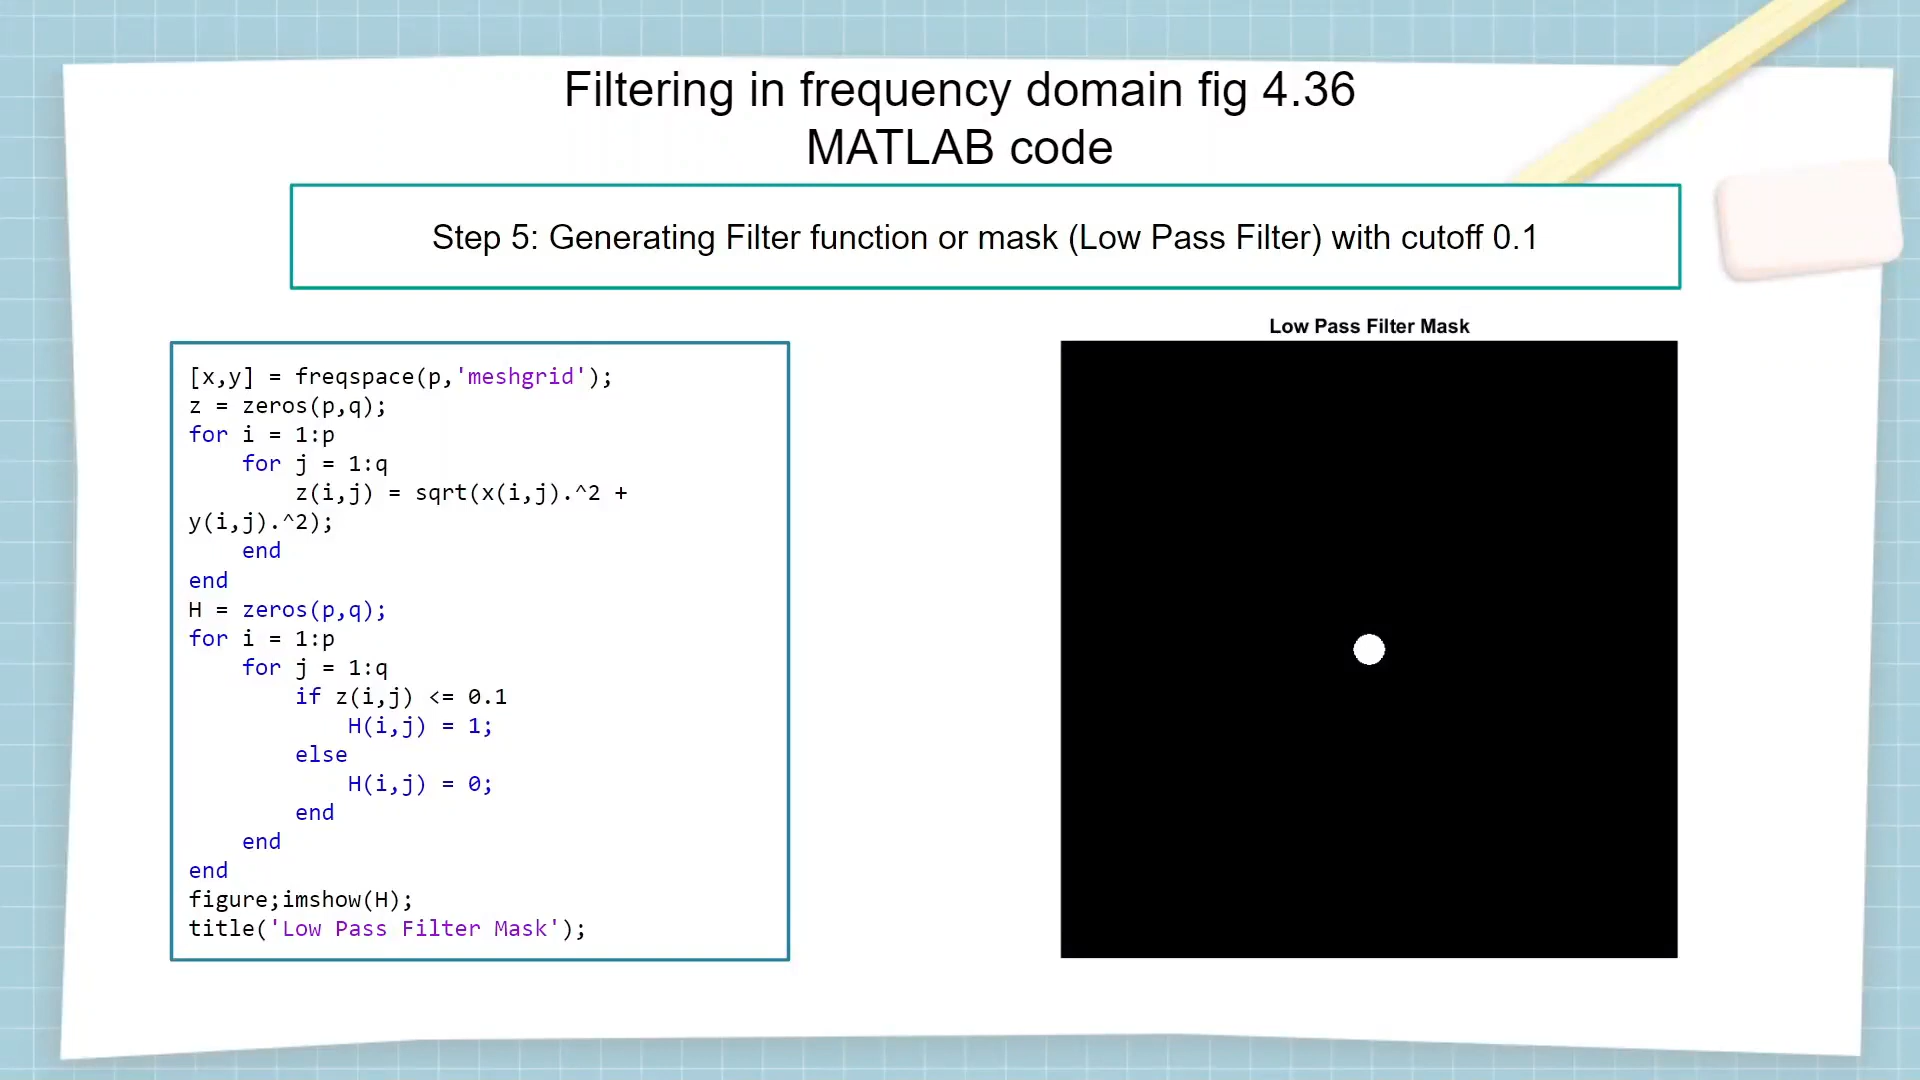 Filtering in frequency domain fig 4.36
MATLAB code
Step 5: Generating Filter function or mask (Low Pass Filter) with cutoff 0.1
[x,y] = freqspace(p,'meshgrid');
z = zeros(p,q);
for i = 1:p
    for j = 1:q
        z(i,j) = sqrt(x(i,j).^2 +
y(i,j).^2);
    end
end
H = zeros(p,q);
for i = 1:p
    for j = 1:q
        if z(i,j) <= 0.1
            H(i,j) = 1;
        else
            H(i,j) = 0;
        end
    end
end
figure;imshow(H);
title('Low Pass Filter Mask');
Low Pass Filter Mask